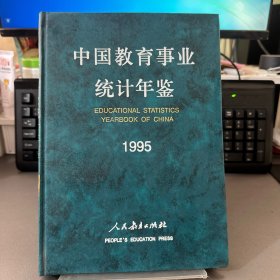 中国教育事业
统计年鉴
EDUCATIONAL STATISTICS
YEARBOOK OF CHINA
1995
人民教育出版社
PEOPLE'S EDUCATION PRESS